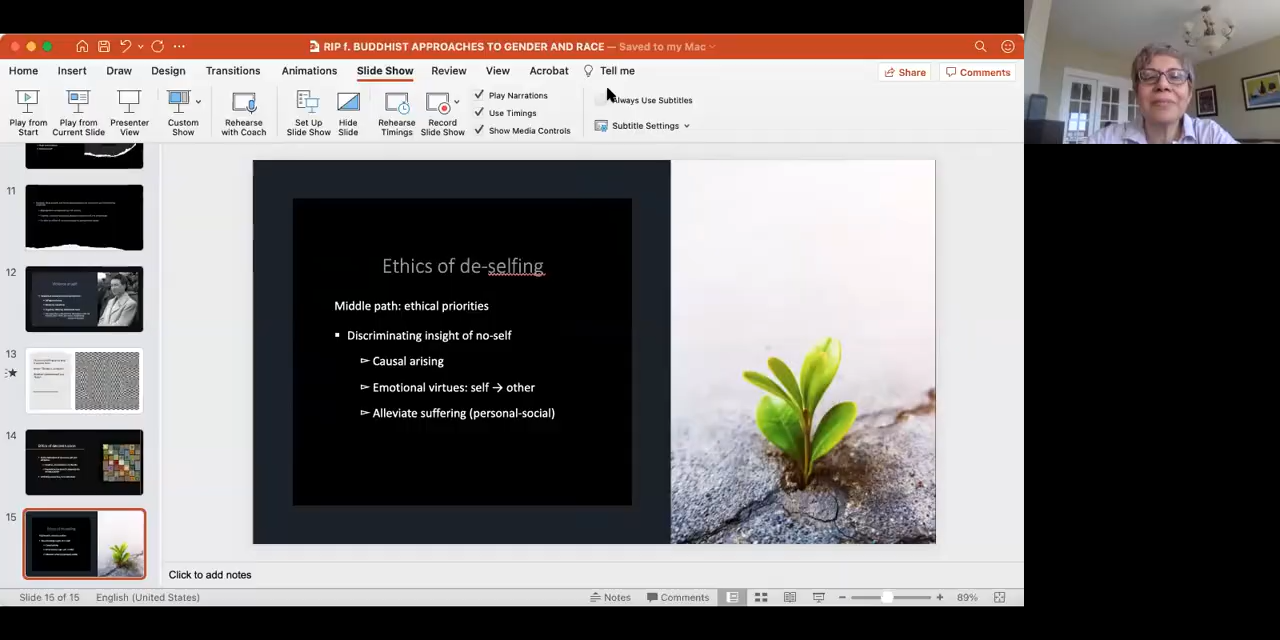 RIP f. BUDDHIST APPROACHES TO GENDER AND RACE — Saved to my Mac
Home Insert Draw Design Transitions Animations Slide Show Review View Acrobat Tell me Share Comments
Play from Start
Play from Current Slide
Presenter View
Custom Show
Rehearse with Coach
Set Up Slide Show
Hide Slide
Rehearse Timings
Record Slide Show
Play Narrations
Use Timings
Show Media Controls
Always Use Subtitles
Subtitle Settings
11
12
13
14
15
Ethics of de-selfing
Middle path: ethical priorities
▪ Discriminating insight of no-self
➢ Causal arising
➢ Emotional virtues: self → other
➢ Alleviate suffering (personal-social)
Click to add notes
Slide 15 of 15 English (United States) Notes Comments 89%